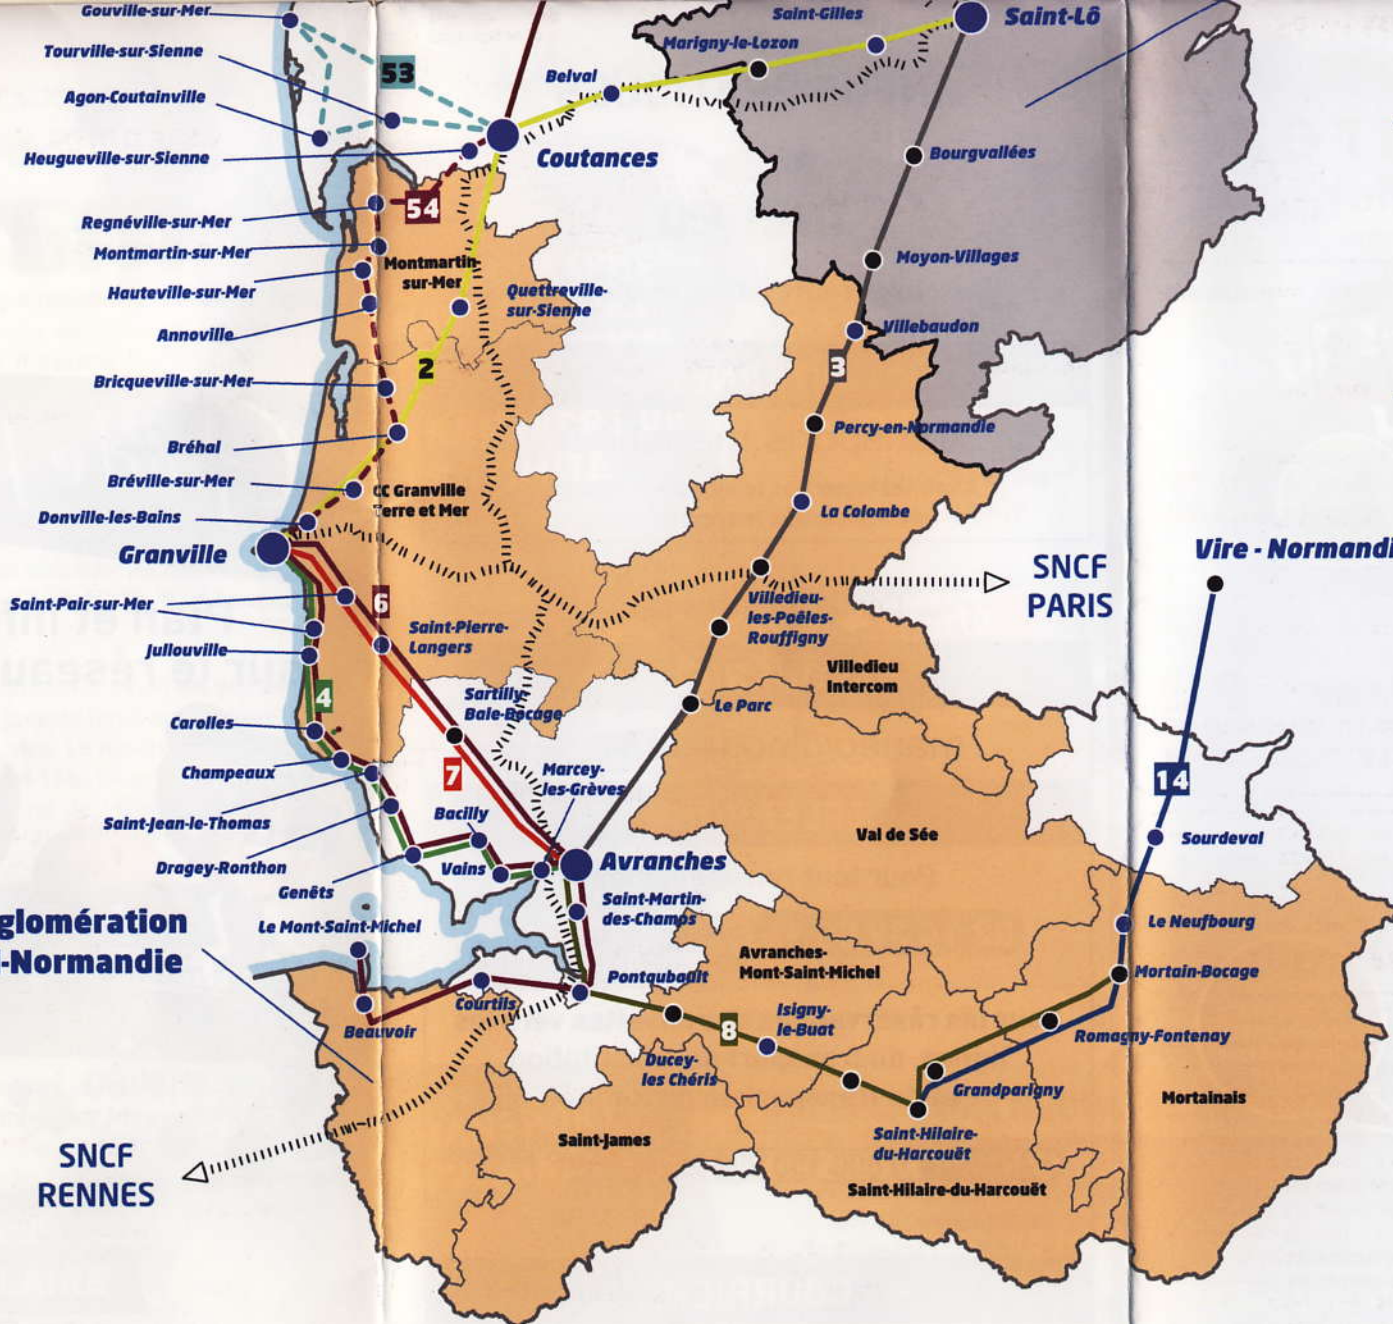 Gouville-sur-Mer
Saint-Gilles
Saint-Lô
Tourville-sur-Sienne
Marigny-le-Lozon
53
Belval
Agon-Coutainville
Heugueville-sur-Sienne
Coutances
Bourgvallées
54
Regnéville-sur-Mer
Montmartin-sur-Mer
Moyon-Villages
Montmartin-
sur-Mer
Hauteville-sur-Mer
Quettreville-
sur-Sienne
Annoville
Villebaudon
2
3
Bricqueville-sur-Mer
Percy-en-Normandie
Bréhal
Bréville-sur-Mer
CC Granville
Terre et Mer
La Colombe
Donville-les-Bains
Granville
Vire - Normandi
SNCF
PARIS
Saint-Pair-sur-Mer
6
Villedieu-
les-Poêles-
Rouffigny
Saint-Pierre-
Langers
Jullouville
Villedieu
Intercom
4
Sartilly-
Baie-Bocage
Le Parc
Carolles
7
Champeaux
Marcey-
les-Grèves
14
Saint-Jean-le-Thomas
Bacilly
Val de Sée
Sourdeval
Dragey-Ronthon
Vains
Avranches
Genêts
Saint-Martin-
des-Champs
glomération
-Normandie
Le Mont-Saint-Michel
Le Neufbourg
Avranches-
Mont-Saint-Michel
Pontaubault
Mortain-Bocage
Courtils
Isigny-
le-Buat
8
Beauvoir
Romagny-Fontenay
Ducey-
les Chéris
Grandparigny
Mortainais
Saint-James
Saint-Hilaire-
du-Harcouët
SNCF
RENNES
Saint-Hilaire-du-Harcouët